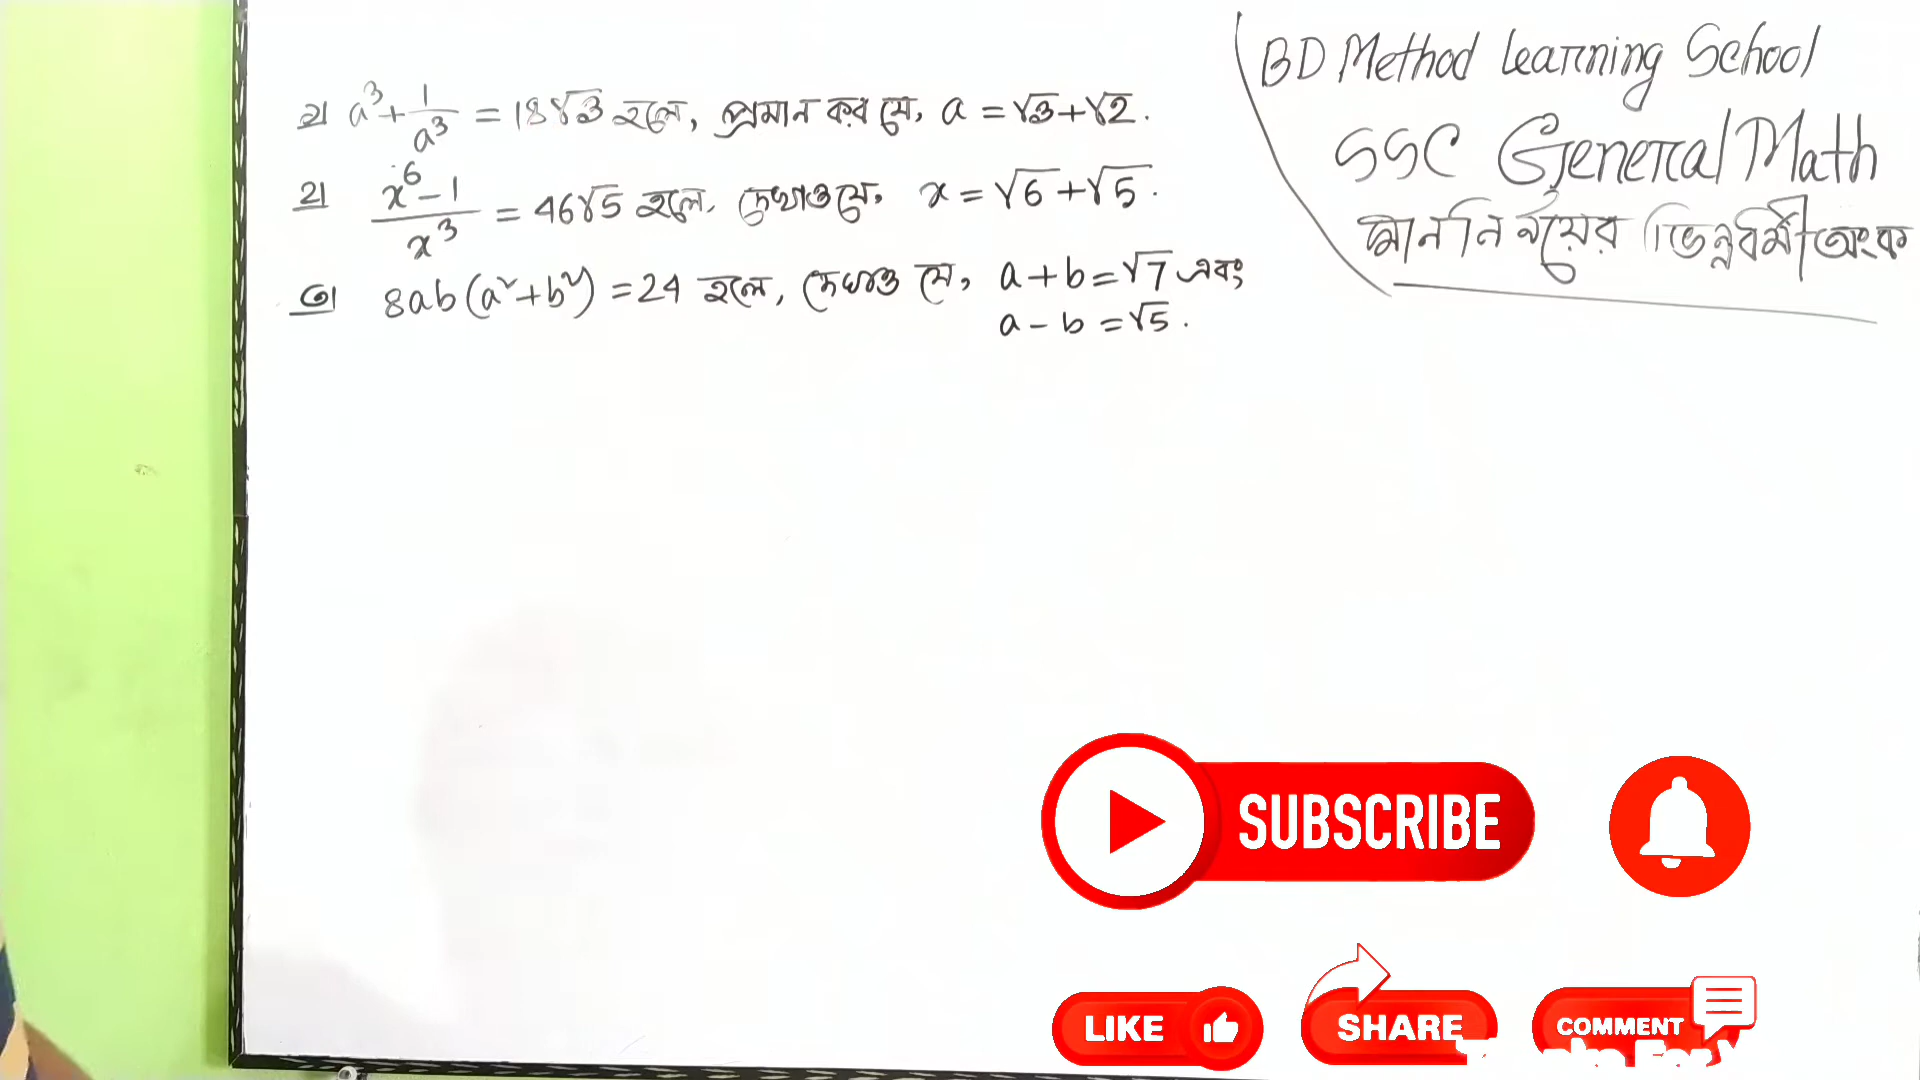 ১। a³ + 1/a³ = 18√3 হলে, প্রমান কর যে, a = √3 + √2.
২। x⁶ - 1 / x³ = 46√5 হলে, দেখাও যে, x = √6 + √5.
৩। 8ab (a² + b²) = 24 হলে, দেখাও যে, a + b = √7 এবং
a - b = √5.
BD Method Learning School
SSC General Math
মান নির্ণয়ের ভিন্নধর্মী অংক
SUBSCRIBE
LIKE
SHARE
COMMENT